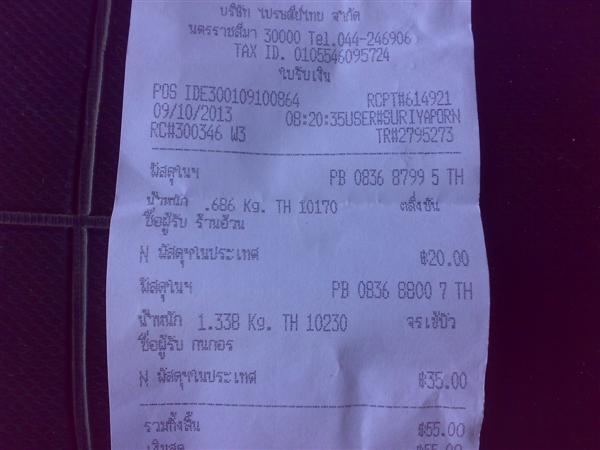 บริษัท ไปรษณีย์ไทย จำกัด
นครราชสีมา 30000 Tel.044-246906
TAX ID. 0105546095724
ใบรับเงิน
POS IDE300109100864 RCPT#614921
09/10/2013 08:20:35USER#SURIYAPORN
RC#300346 W3 TR#2795273
พัสดุในฯ PB 0836 8799 5 TH
น้ำหนัก .686 Kg. TH 10170 ตลิ่งชัน
ชื่อผู้รับ ร้านอ้วน
N พัสดุฯในประเทศ ฿20.00
พัสดุในฯ PB 0836 8800 7 TH
น้ำหนัก 1.338 Kg. TH 10230 จรเข้บัว
ชื่อผู้รับ กนกอร
N พัสดุฯในประเทศ ฿35.00
รวมทั้งสิ้น ฿55.00
เงินสด ฿55.00